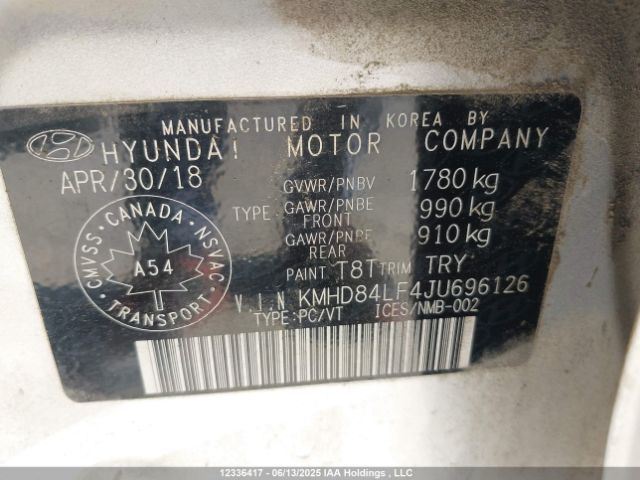 MANUFACTURED IN KOREA BY
HYUNDAI MOTOR COMPANY
APR/30/18
GVWR/PNBV 1780 kg
TYPE GAWR/PNBE FRONT 990 kg
GAWR/PNBE REAR 910 kg
PAINT T8T TRIM TRY
CANADA
CMVSS NSVAC
A54
TRANSPORT
V.I.N KMHD84LF4JU696126
TYPE:PC/VT ICES/NMB-002
12336417 - 06/13/2025 IAA Holdings , LLC